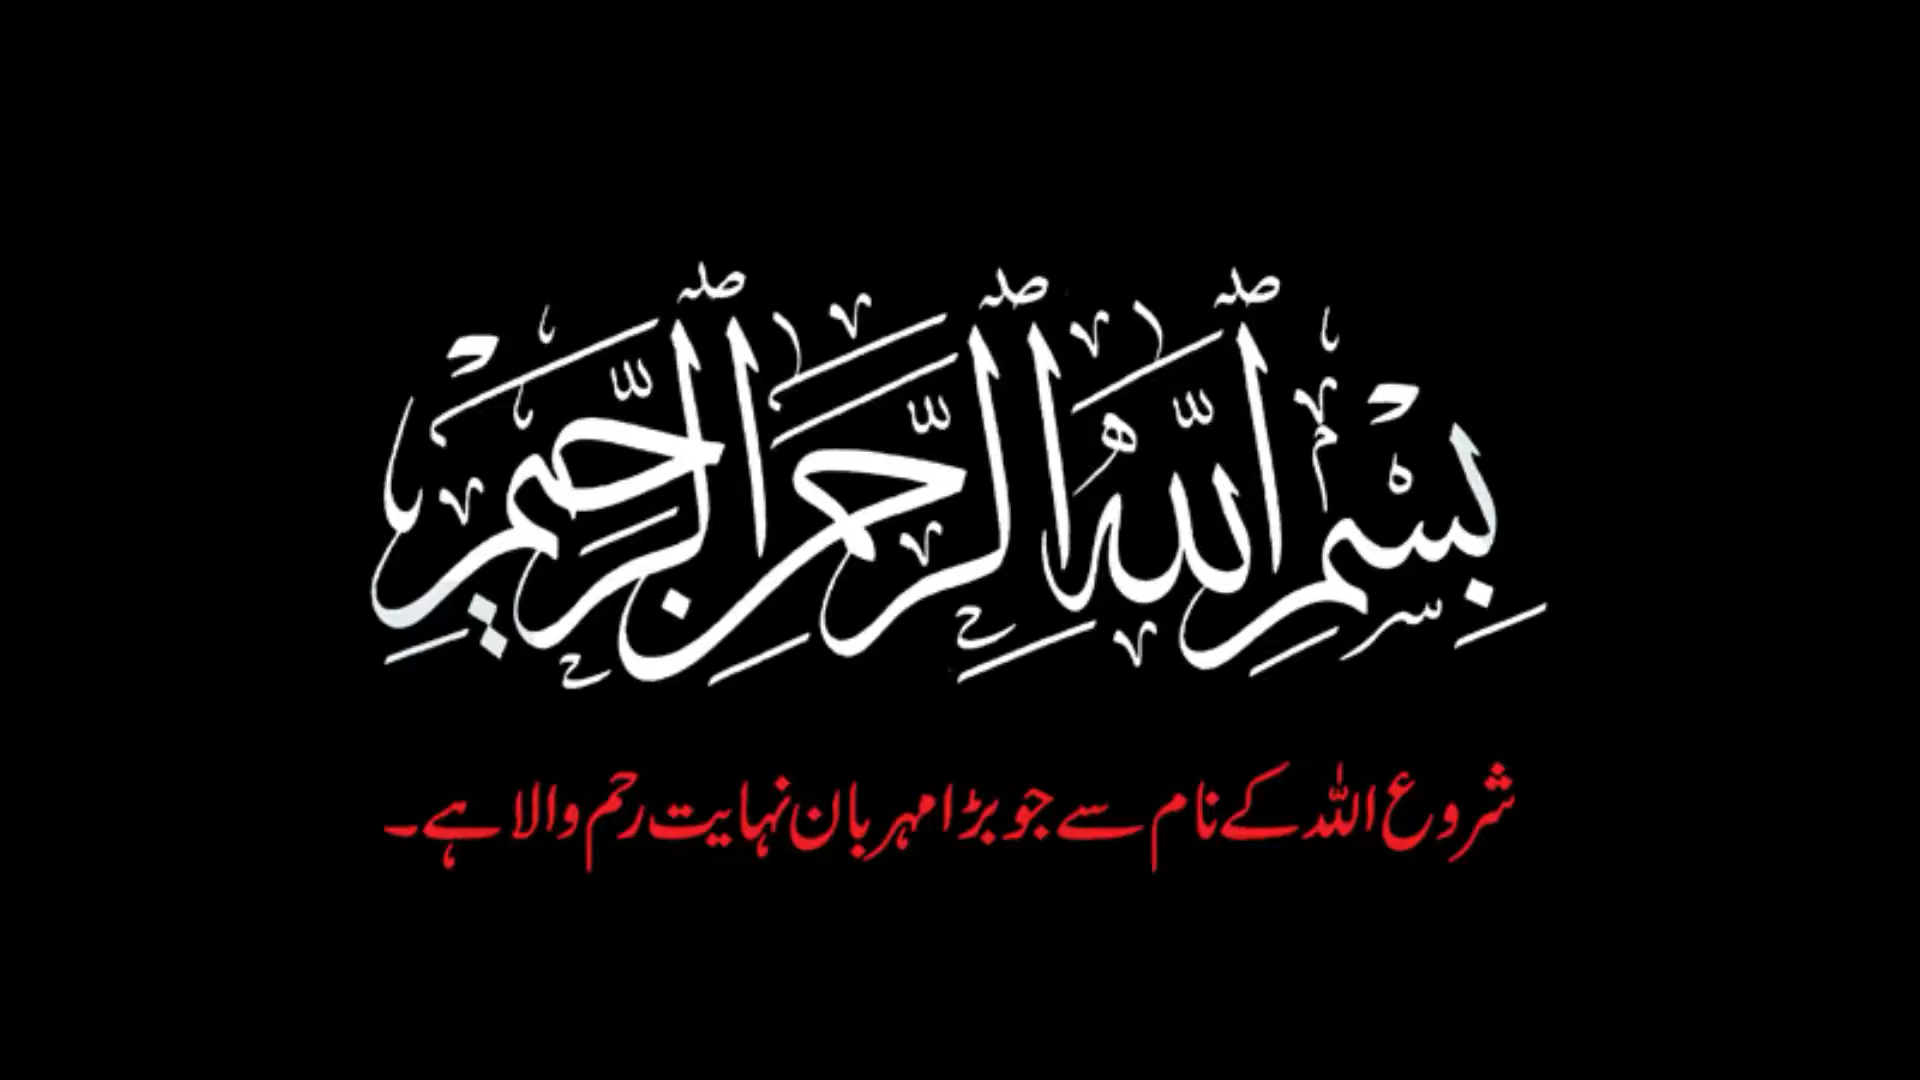 بِسْمِ اللّٰهِ الرَّحْمٰنِ الرَّحِيْمِ
شروع اللہ کے نام سے جو بڑا مہربان نہایت رحم والا ہے۔